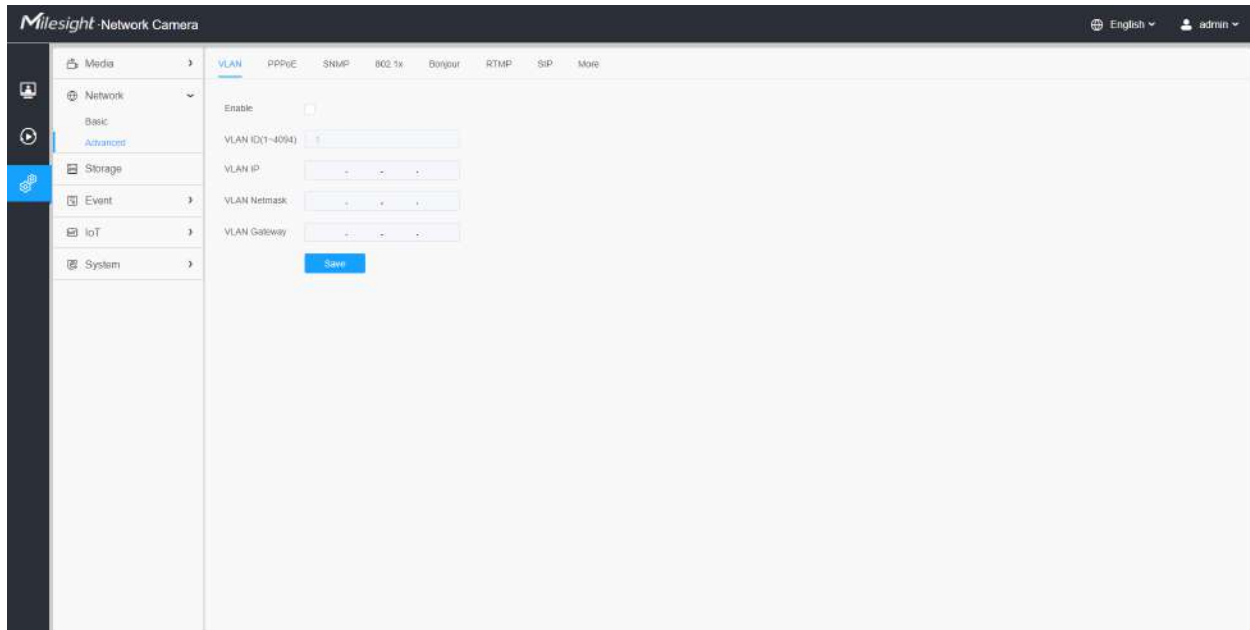 Milesight ·Network Camera
English
admin
Media
Network
Basic
Advanced
Storage
Event
IoT
System
VLAN PPPoE SNMP 802.1x Bonjour RTMP SIP More
Enable
VLAN ID(1~4094) 1
VLAN IP . . .
VLAN Netmask . . .
VLAN Gateway . . .
Save